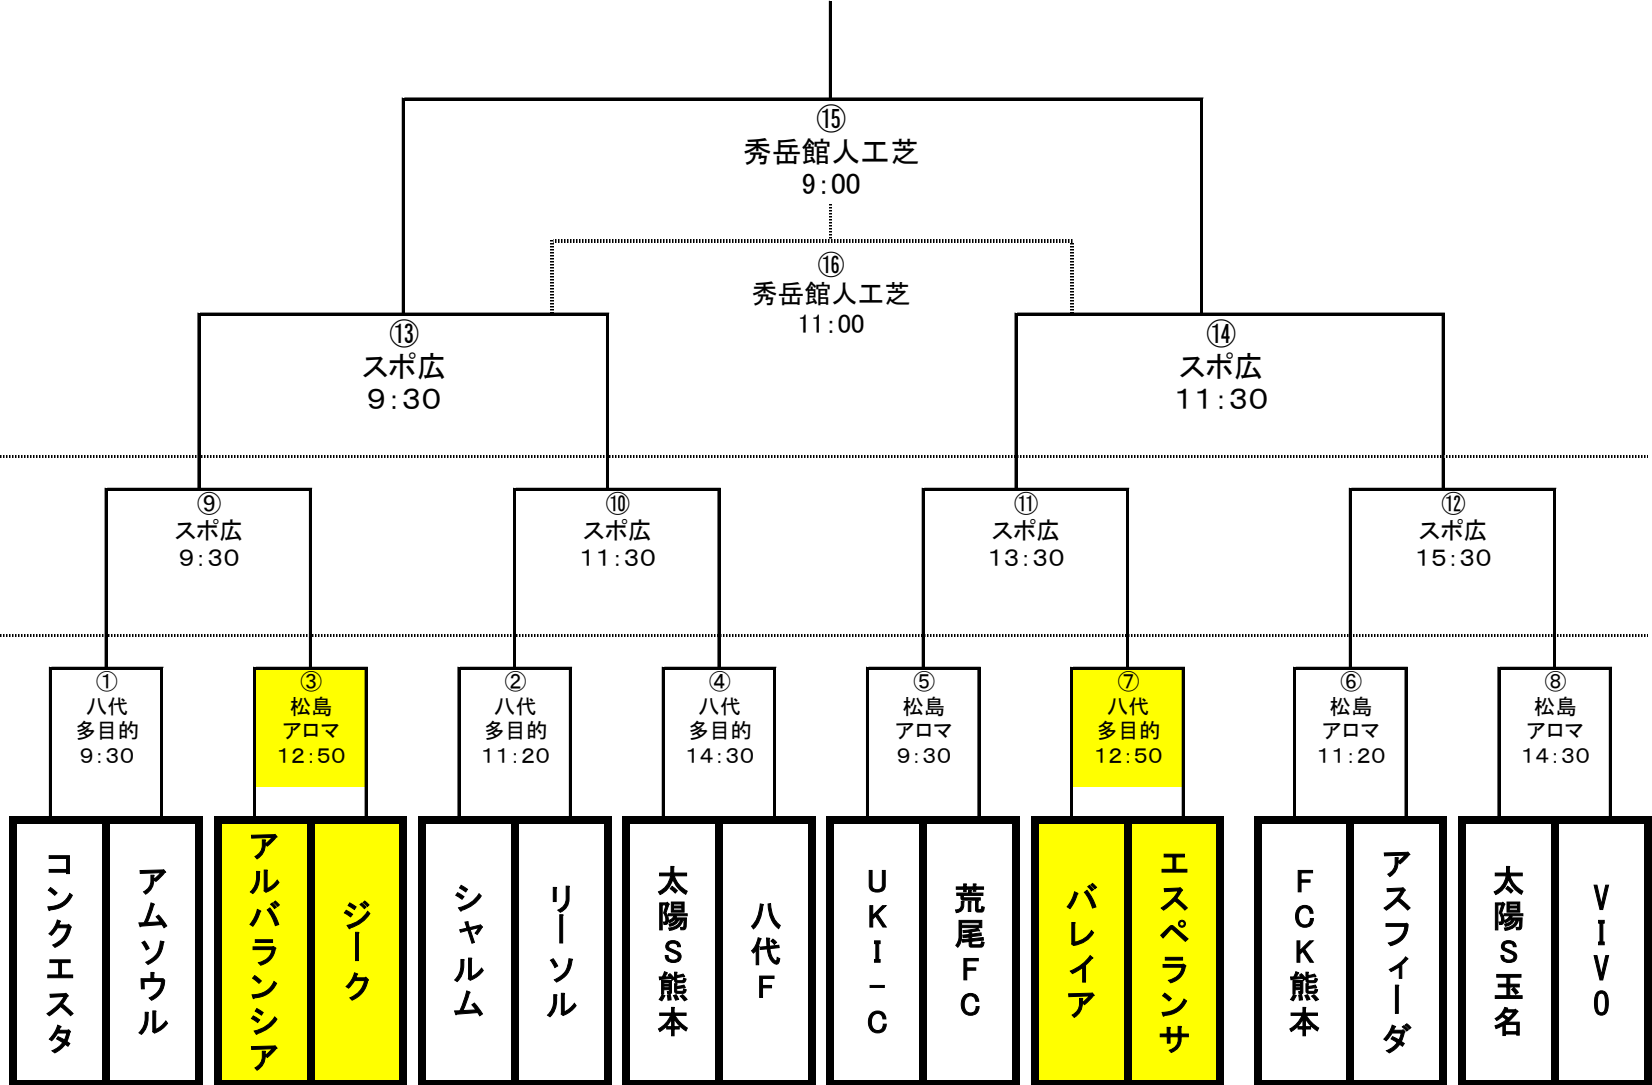 ⑮
秀岳館人工芝
9:00
⑯
秀岳館人工芝
11:00
⑬
スポ広
9:30
⑭
スポ広
11:30
⑨
スポ広
9:30
⑩
スポ広
11:30
⑪
スポ広
13:30
⑫
スポ広
15:30
①
八代
多目的
9:30
③
松島
アロマ
12:50
②
八代
多目的
11:20
④
八代
多目的
14:30
⑤
松島
アロマ
9:30
⑦
八代
多目的
12:50
⑥
松島
アロマ
11:20
⑧
松島
アロマ
14:30
コンクエスタ
アムソウル
アルバランシア
ジーク
シャルム
リーソル
太陽S熊本
八代F
UKI-C
荒尾FC
バレイア
エスペランサ
FCK熊本
アスフィーダ
太陽S玉名
VIVO